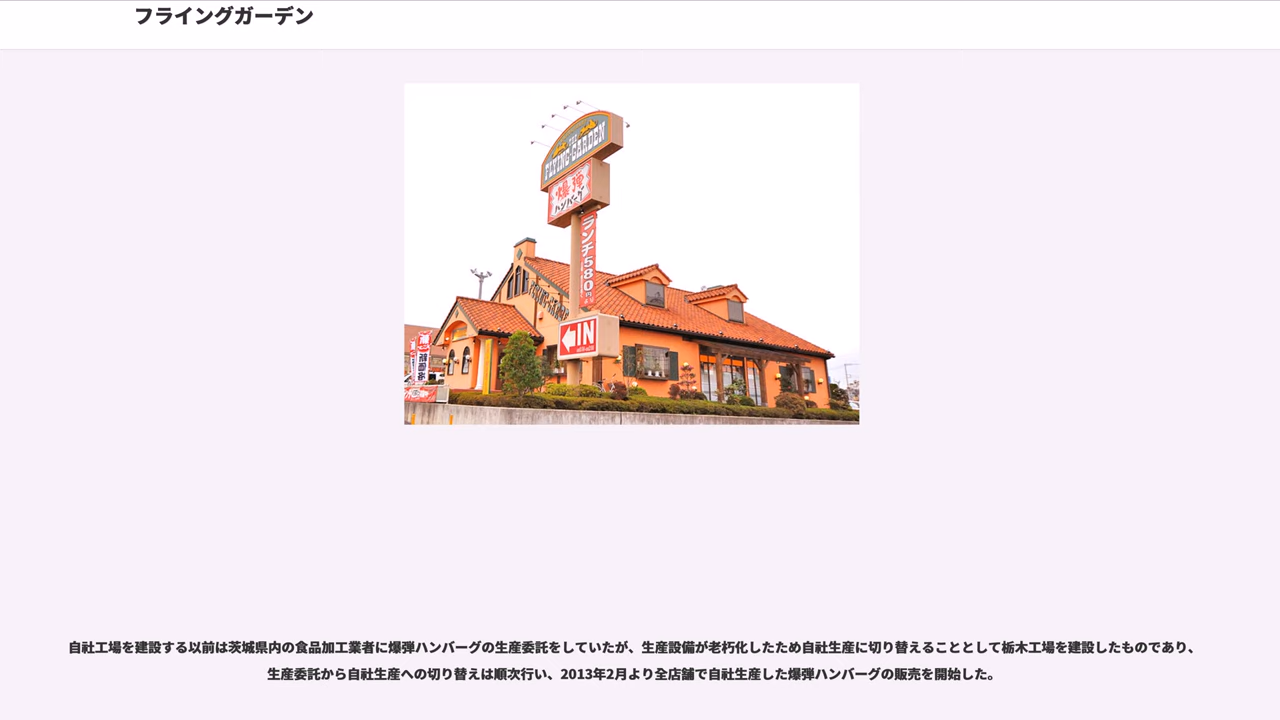 フライングガーデン
THE
FLYING GARDEN
爆弾
ハンバーグ
ランチ580円
FLYING GARDEN
IN
自社工場を建設する以前は茨城県内の食品加工業者に爆弾ハンバーグの生産委託をしていたが、生産設備が老朽化したため自社生産に切り替えることとして栃木工場を建設したものであり、
生産委託から自社生産への切り替えは順次行い、2013年2月より全店舗で自社生産した爆弾ハンバーグの販売を開始した。